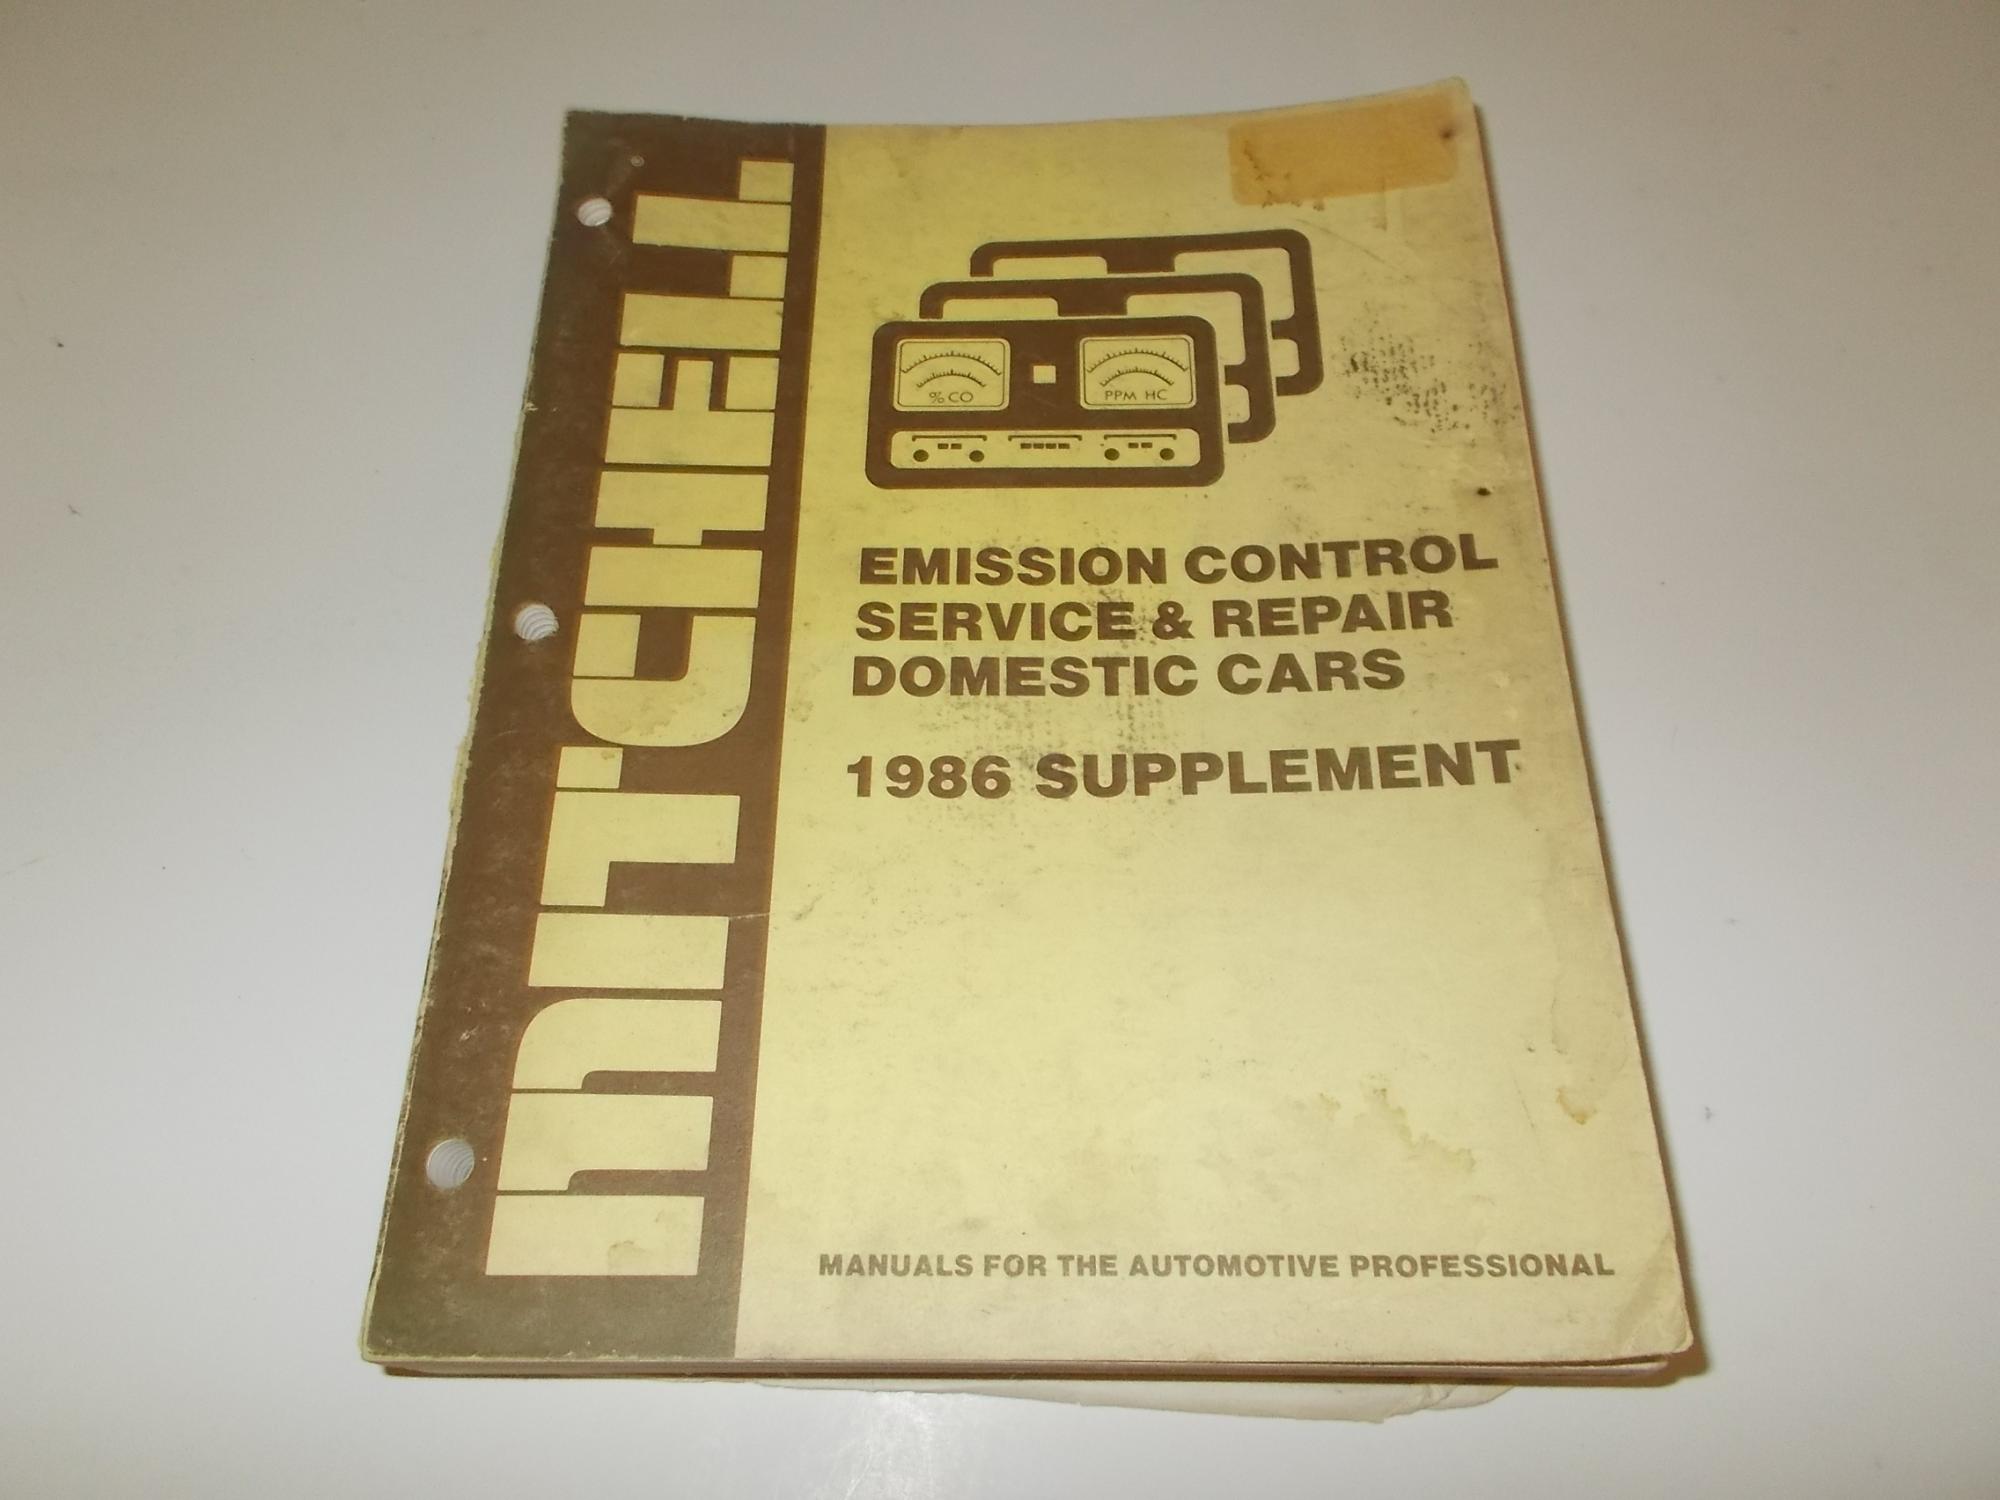 MITCHELL
®
% CO
PPM HC
EMISSION CONTROL
SERVICE & REPAIR
DOMESTIC CARS
1986 SUPPLEMENT
MANUALS FOR THE AUTOMOTIVE PROFESSIONAL